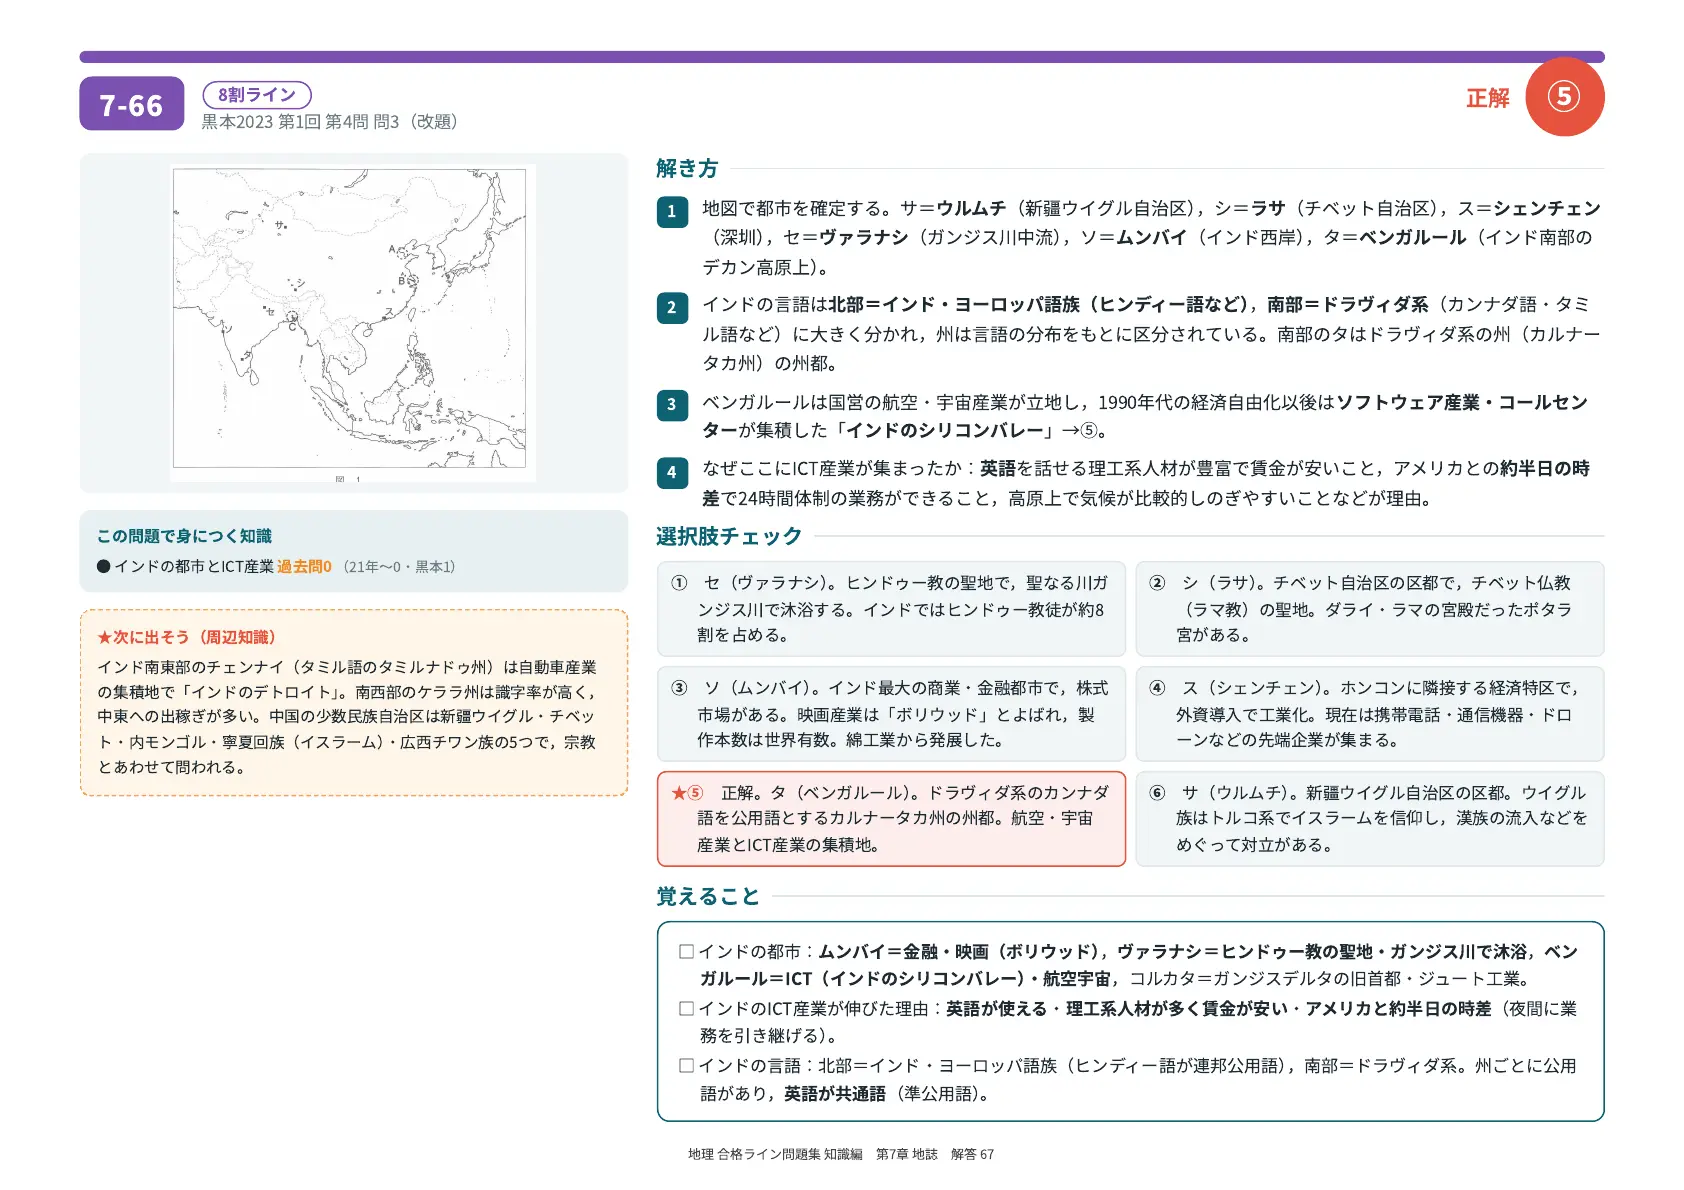 7-66
8割ライン
黒本2023 第1回 第4問 問3（改題）
正解 ⑤
サ
シ
ス
セ
ソ
タ
A
B
C
図 1
この問題で身につく知識
●インドの都市とICT産業 過去問0（21年〜0・黒本1）
★次に出そう（周辺知識）
インド南東部のチェンナイ（タミル語のタミルナドゥ州）は自動車産業
の集積地で「インドのデトロイト」。南西部のケララ州は識字率が高く，
中東への出稼ぎが多い。中国の少数民族自治区は新疆ウイグル・チベッ
ト・内モンゴル・寧夏回族（イスラーム）・広西チワン族の5つで，宗教
とあわせて問われる。
解き方
1 地図で都市を確定する。サ＝ウルムチ（新疆ウイグル自治区），シ＝ラサ（チベット自治区），ス＝シェンチェン
（深圳），セ＝ヴァラナシ（ガンジス川中流），ソ＝ムンバイ（インド西岸），タ＝ベンガルール（インド南部の
デカン高原上）。
2 インドの言語は北部＝インド・ヨーロッパ語族（ヒンディー語など），南部＝ドラヴィダ系（カンナダ語・タミ
ル語など）に大きく分かれ，州は言語の分布をもとに区分されている。南部のタはドラヴィダ系の州（カルナー
タカ州）の州都。
3 ベンガルールは国営の航空・宇宙産業が立地し，1990年代の経済自由化以後はソフトウェア産業・コールセン
ターが集積した「インドのシリコンバレー」→⑤。
4 なぜここにICT産業が集まったか：英語を話せる理工系人材が豊富で賃金が安いこと，アメリカとの約半日の時
差で24時間体制の業務ができること，高原上で気候が比較的しのぎやすいことなどが理由。
選択肢チェック
① セ（ヴァラナシ）。ヒンドゥー教の聖地で，聖なる川ガ
ンジス川で沐浴する。インドではヒンドゥー教徒が約8
割を占める。
② シ（ラサ）。チベット自治区の区都で，チベット仏教
（ラマ教）の聖地。ダライ・ラマの宮殿だったポタラ
宮がある。
③ ソ（ムンバイ）。インド最大の商業・金融都市で，株式
市場がある。映画産業は「ボリウッド」とよばれ，製
作本数は世界有数。綿工業から発展した。
④ ス（シェンチェン）。ホンコンに隣接する経済特区で，
外資導入で工業化。現在は携帯電話・通信機器・ドロ
ーンなどの先端企業が集まる。
★⑤ 正解。タ（ベンガルール）。ドラヴィダ系のカンナダ
語を公用語とするカルナータカ州の州都。航空・宇宙
産業とICT産業の集積地。
⑥ サ（ウルムチ）。新疆ウイグル自治区の区都。ウイグル
族はトルコ系でイスラームを信仰し，漢族の流入などを
めぐって対立がある。
覚えること
□ インドの都市：ムンバイ＝金融・映画（ボリウッド），ヴァラナシ＝ヒンドゥー教の聖地・ガンジス川で沐浴，ベン
ガルール＝ICT（インドのシリコンバレー）・航空宇宙，コルカタ＝ガンジスデルタの旧首都・ジュート工業。
□ インドのICT産業が伸びた理由：英語が使える・理工系人材が多く賃金が安い・アメリカと約半日の時差（夜間に業
務を引き継げる）。
□ インドの言語：北部＝インド・ヨーロッパ語族（ヒンディー語が連邦公用語），南部＝ドラヴィダ系。州ごとに公用
語があり，英語が共通語（準公用語）。
地理 合格ライン問題集 知識編 第7章 地誌 解答 67